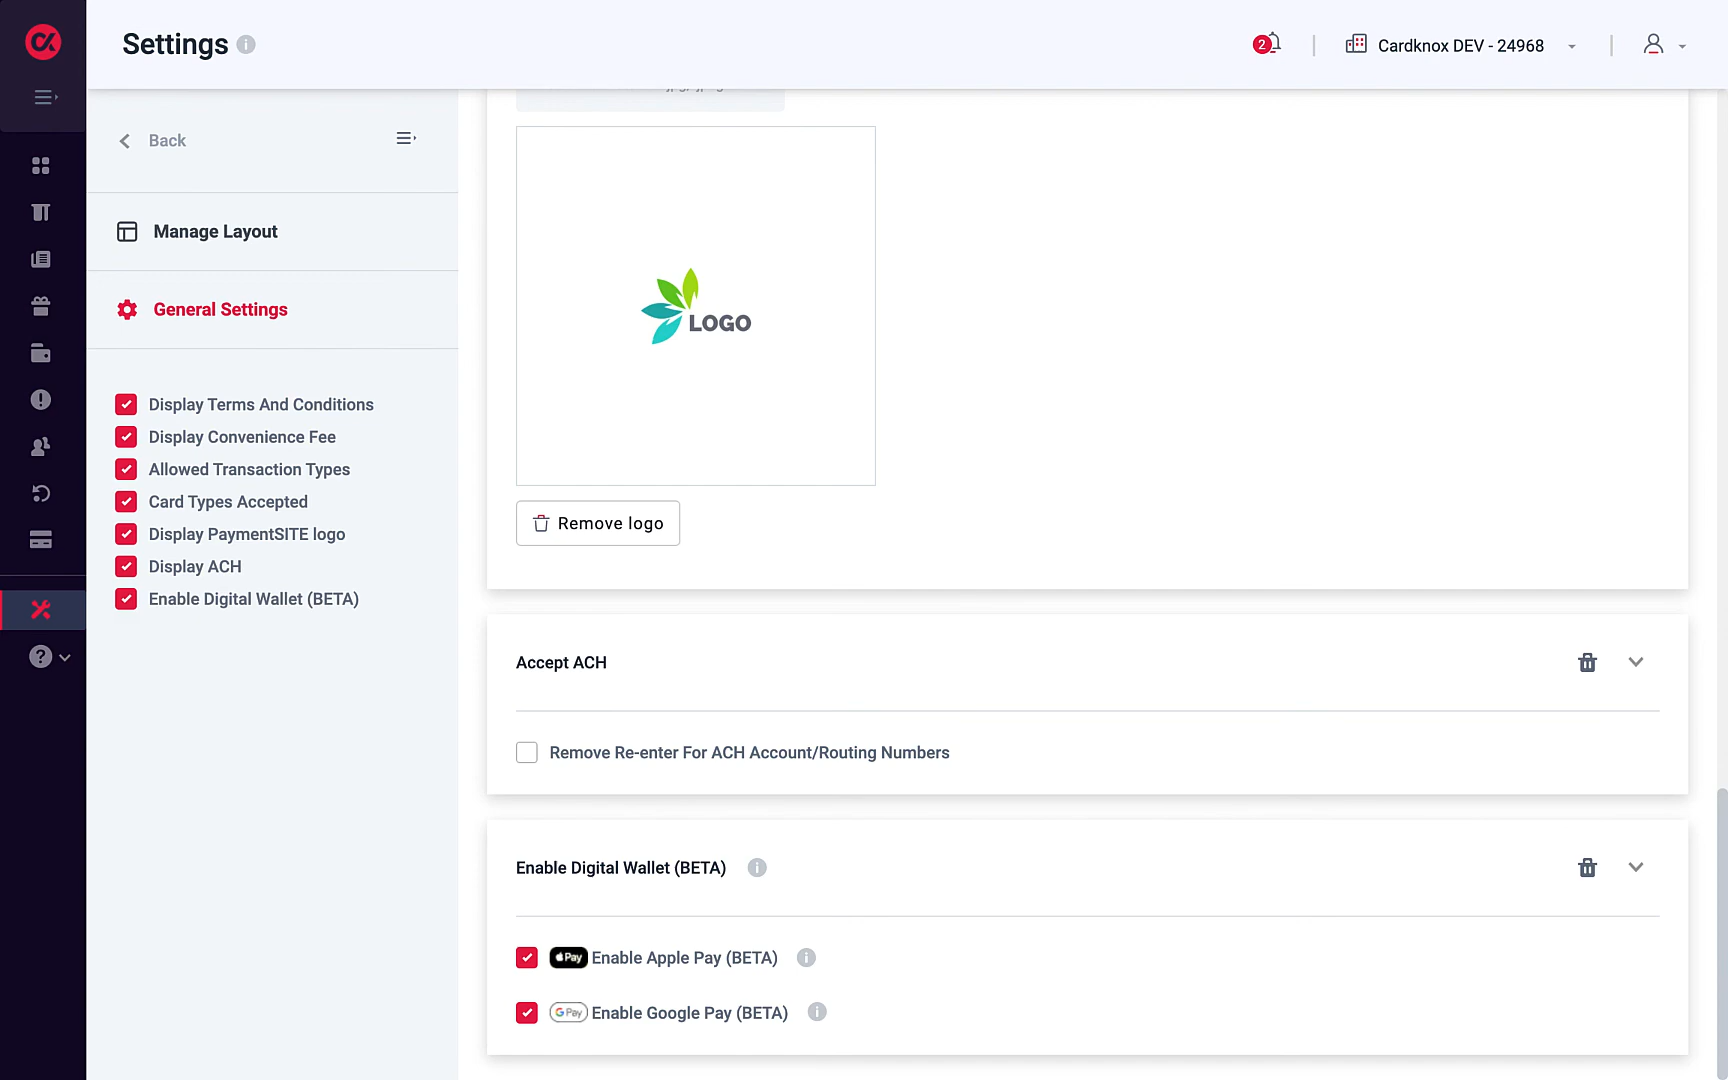 Settings
2
Cardknox DEV - 24968
Back
Manage Layout
General Settings
Display Terms And Conditions
Display Convenience Fee
Allowed Transaction Types
Card Types Accepted
Display PaymentSITE logo
Display ACH
Enable Digital Wallet (BETA)
LOGO
Remove logo
Accept ACH
Remove Re-enter For ACH Account/Routing Numbers
Enable Digital Wallet (BETA)
Pay Enable Apple Pay (BETA)
G Pay Enable Google Pay (BETA)